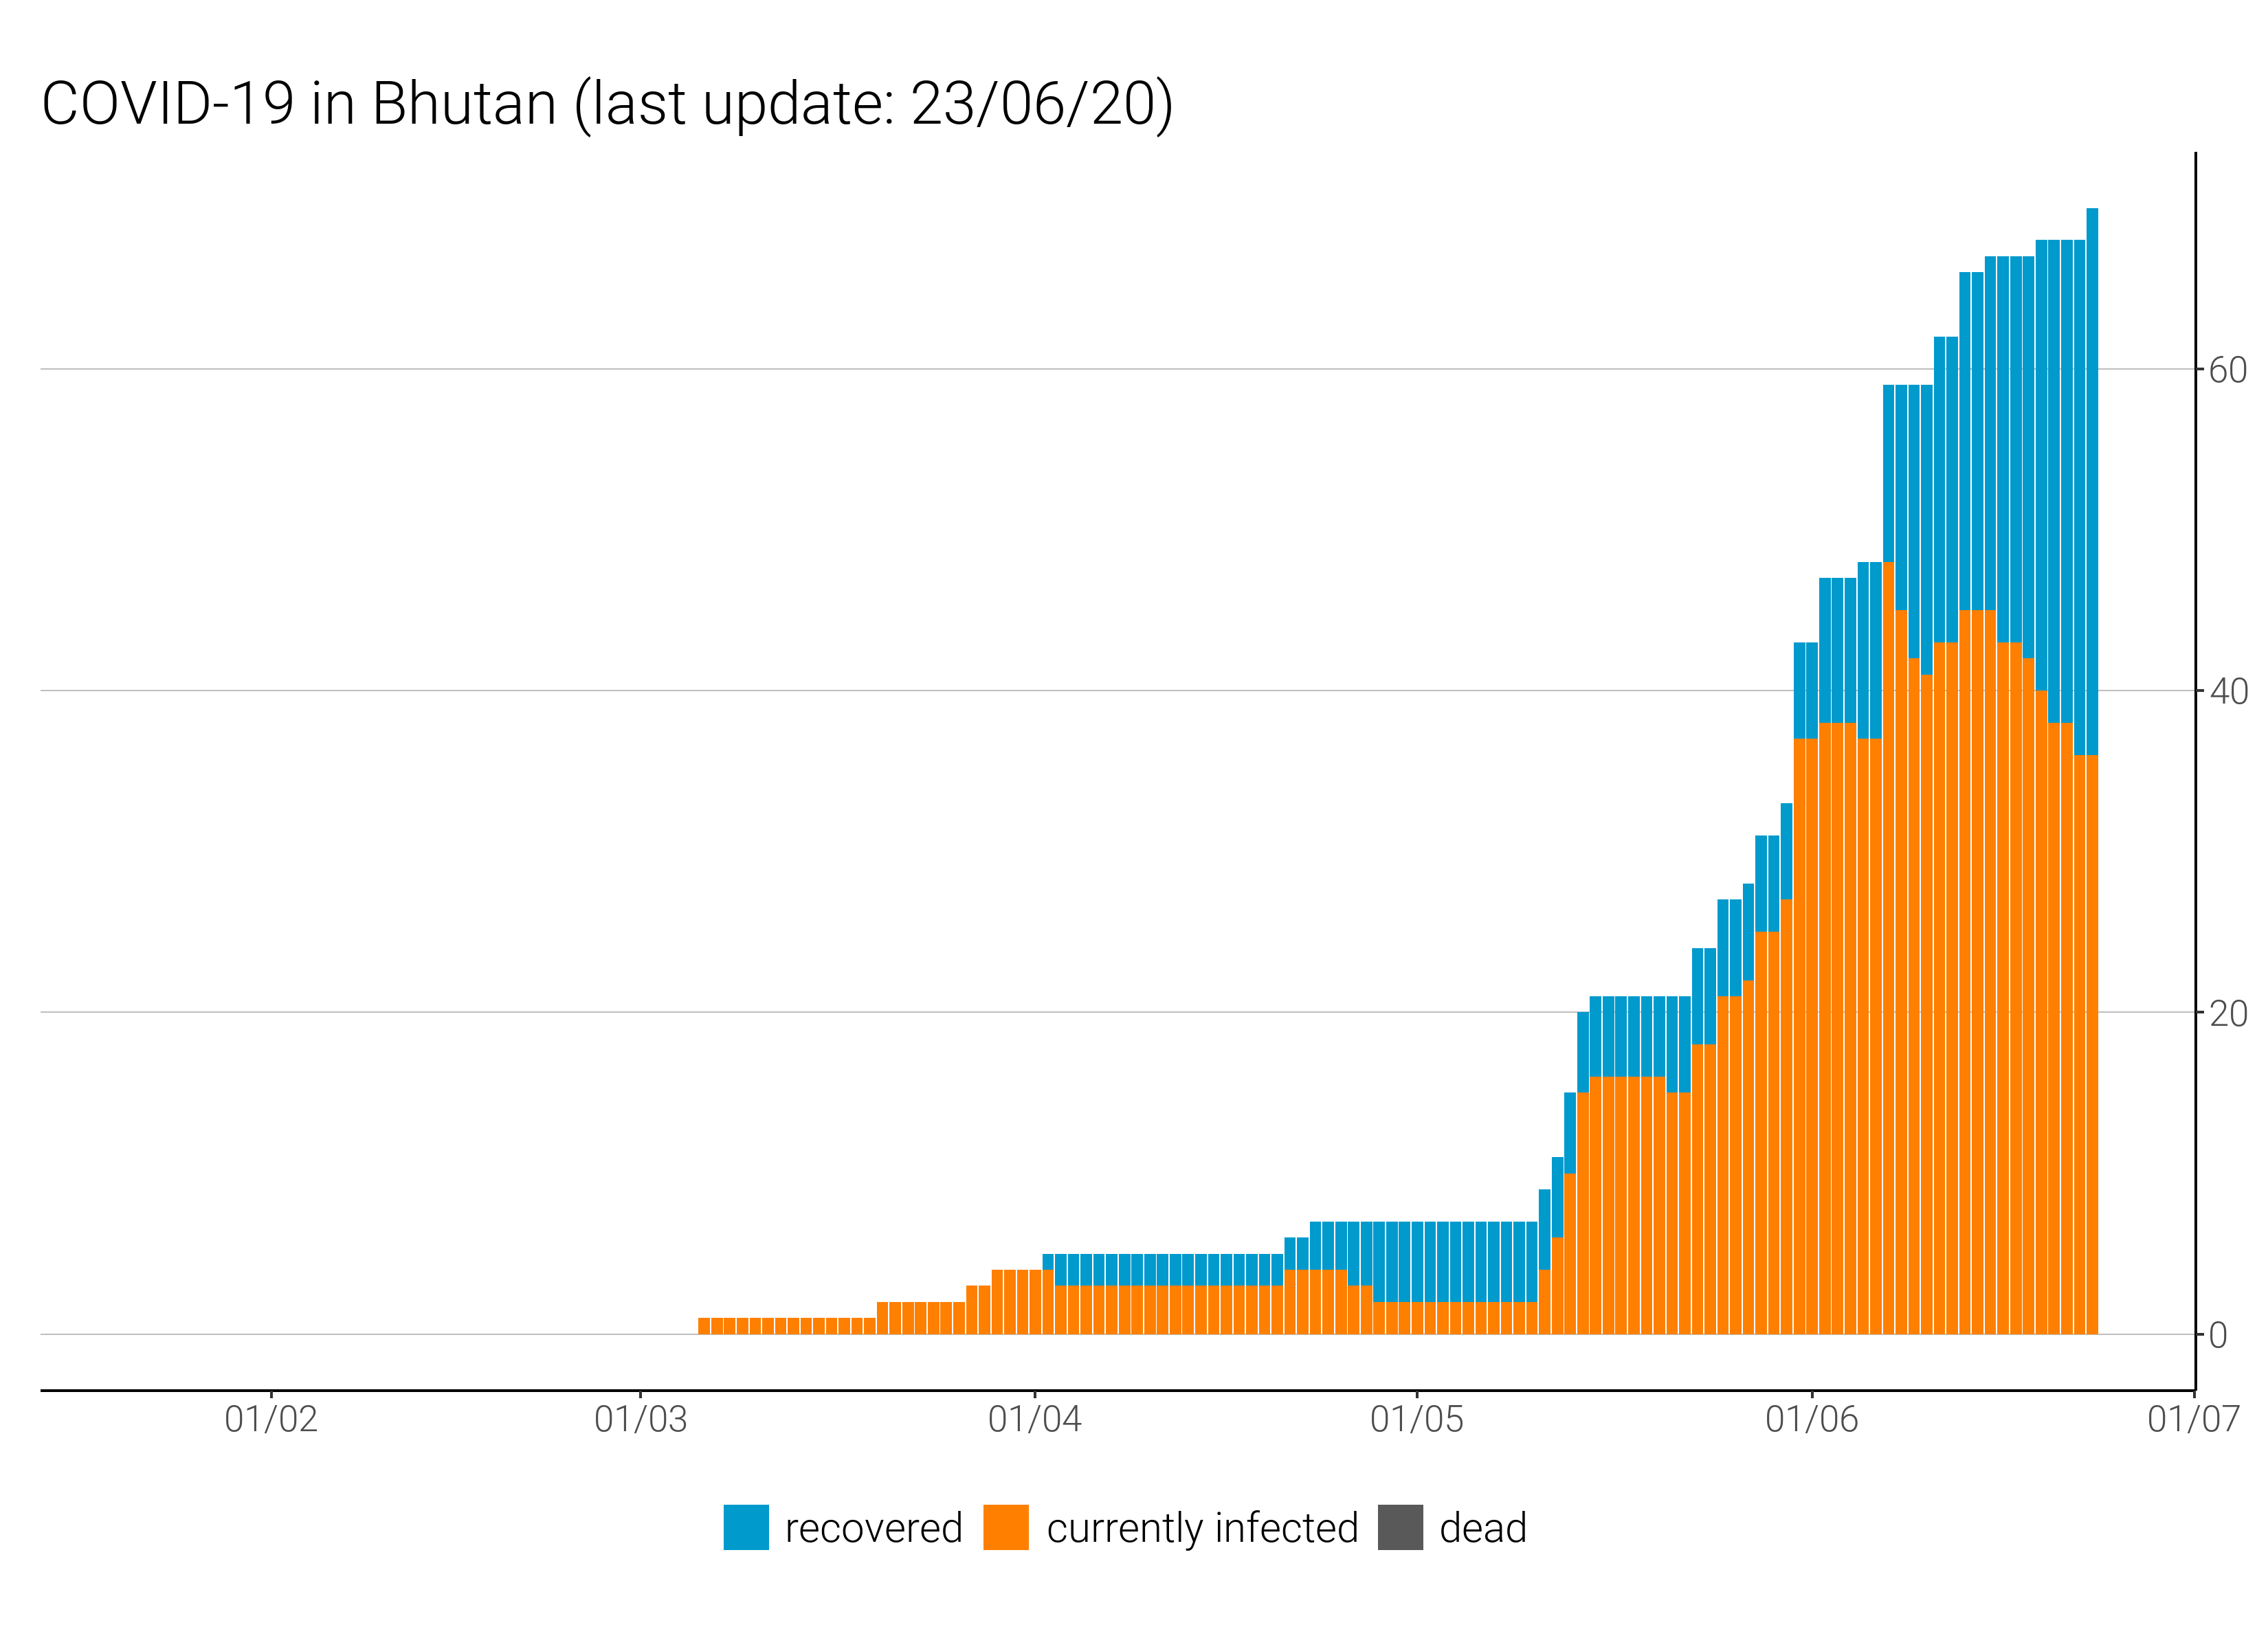 COVID-19 in Bhutan (last update: 23/06/20)
60
40
20
0
01/02 01/03 01/04 01/05 01/06 01/07
recovered currently infected dead